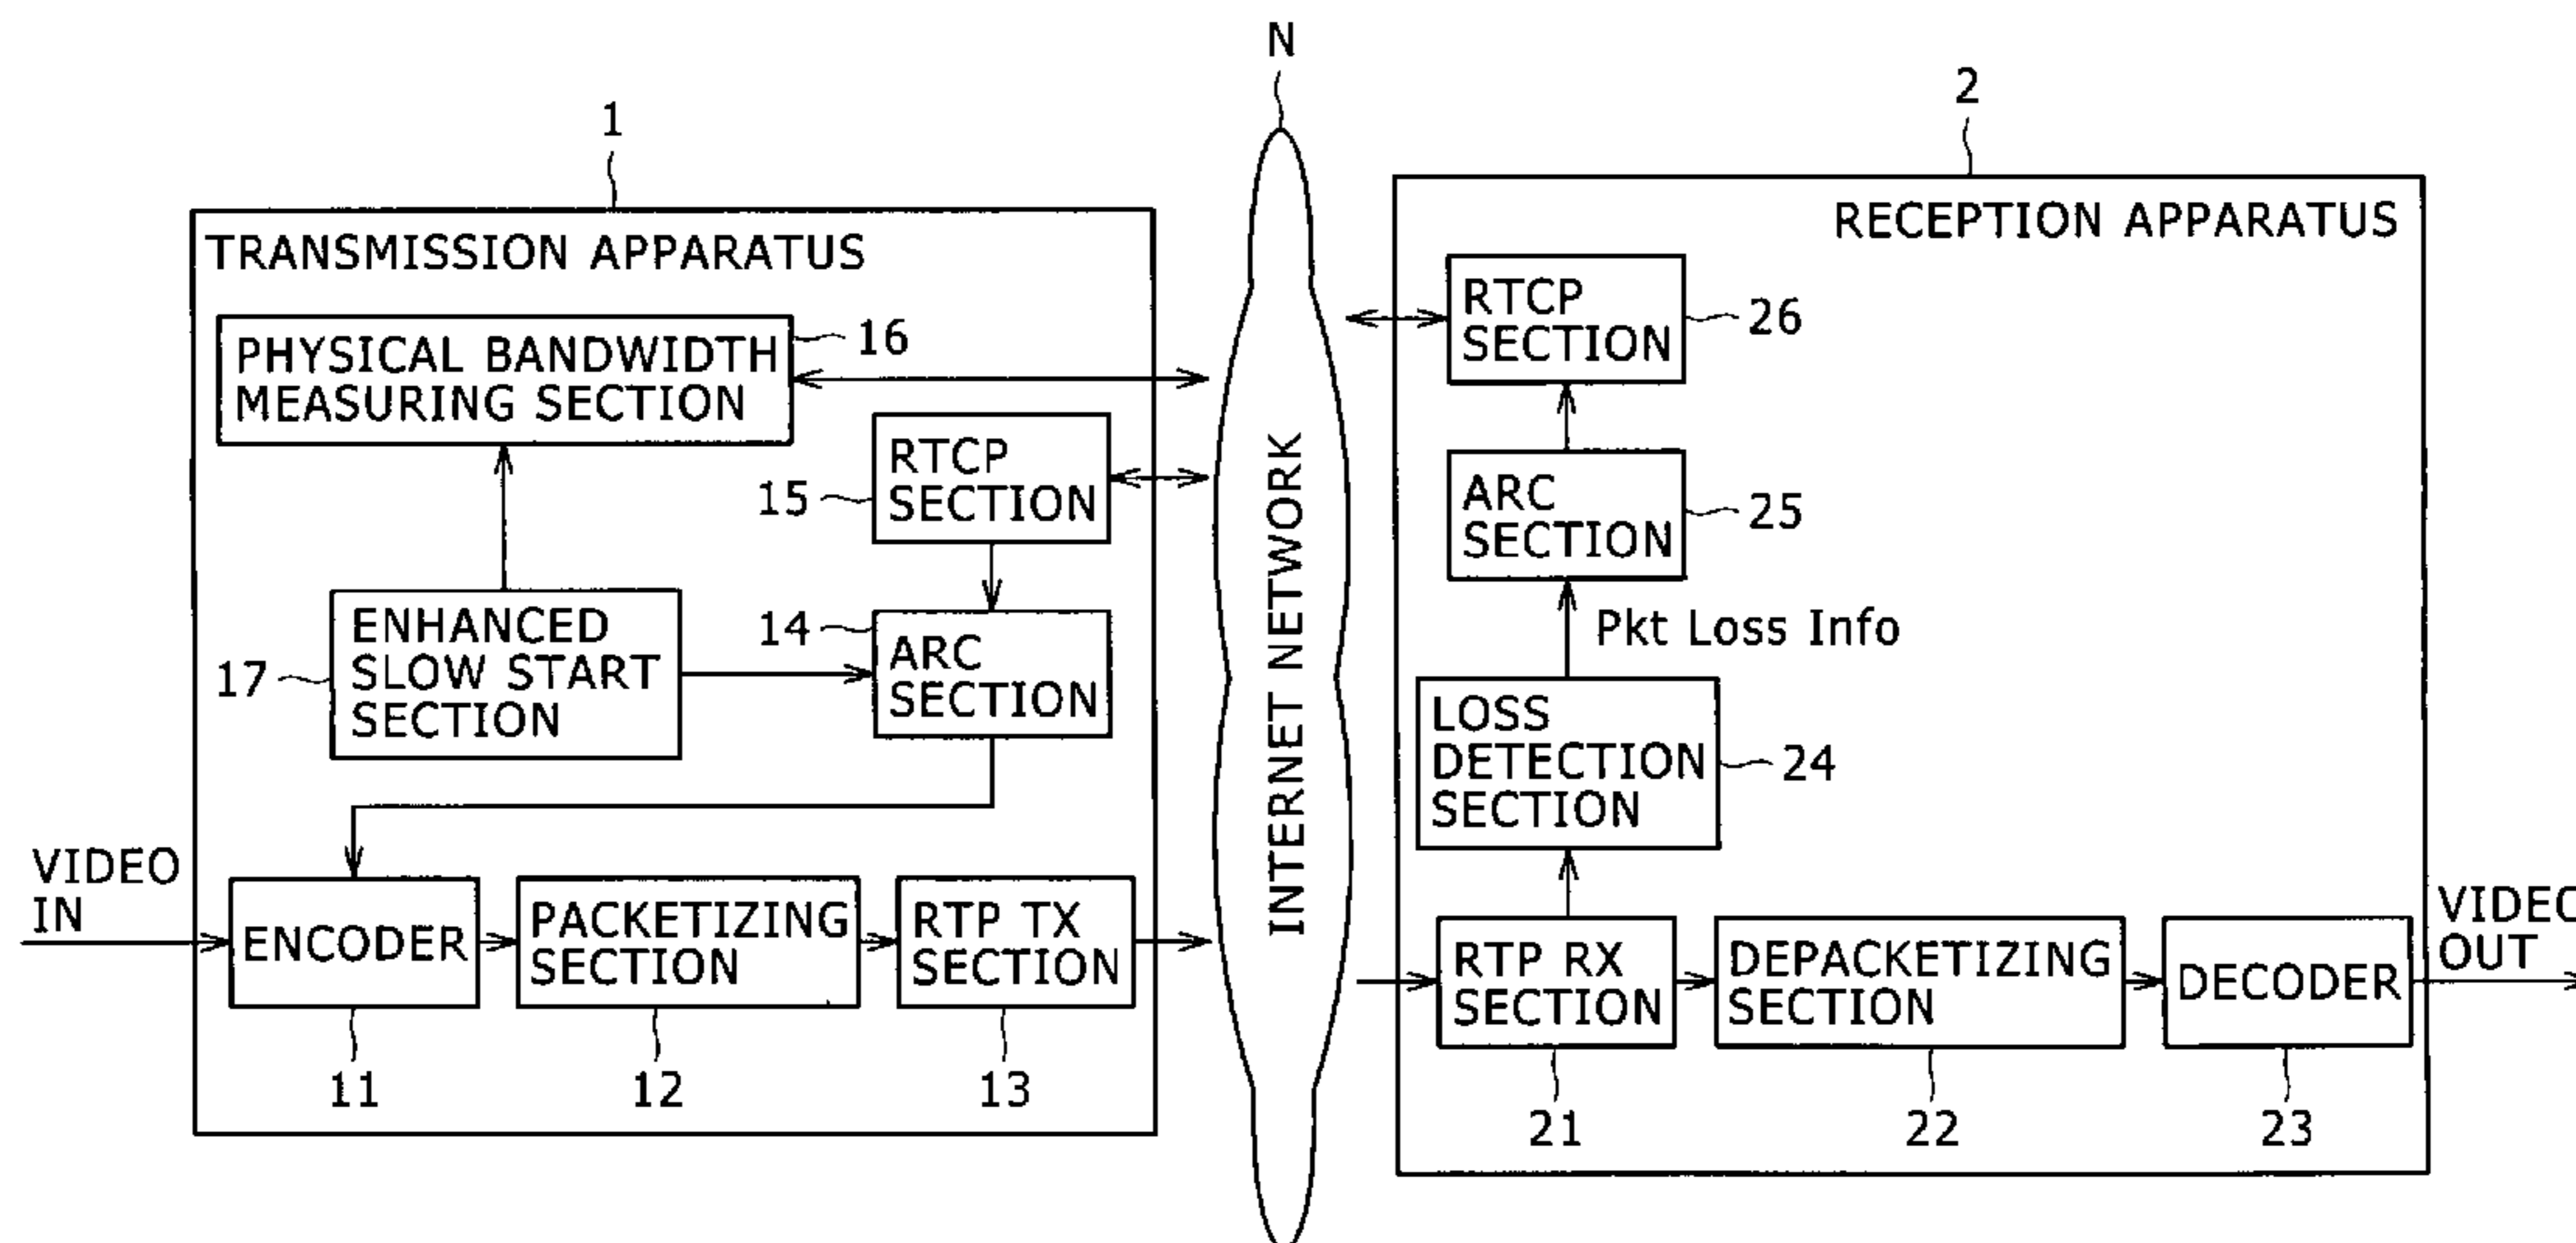 N
1
2
TRANSMISSION APPARATUS
PHYSICAL BANDWIDTH
MEASURING SECTION
16
RTCP
SECTION
15
ENHANCED
SLOW START
SECTION
17
14
ARC
SECTION
VIDEO
IN
ENCODER
PACKETIZING
SECTION
RTP TX
SECTION
11
12
13
INTERNET NETWORK
RECEPTION APPARATUS
RTCP
SECTION
26
ARC
SECTION
25
Pkt Loss Info
LOSS
DETECTION
SECTION
24
RTP RX
SECTION
DEPACKETIZING
SECTION
DECODER
VIDEO
OUT
21
22
23